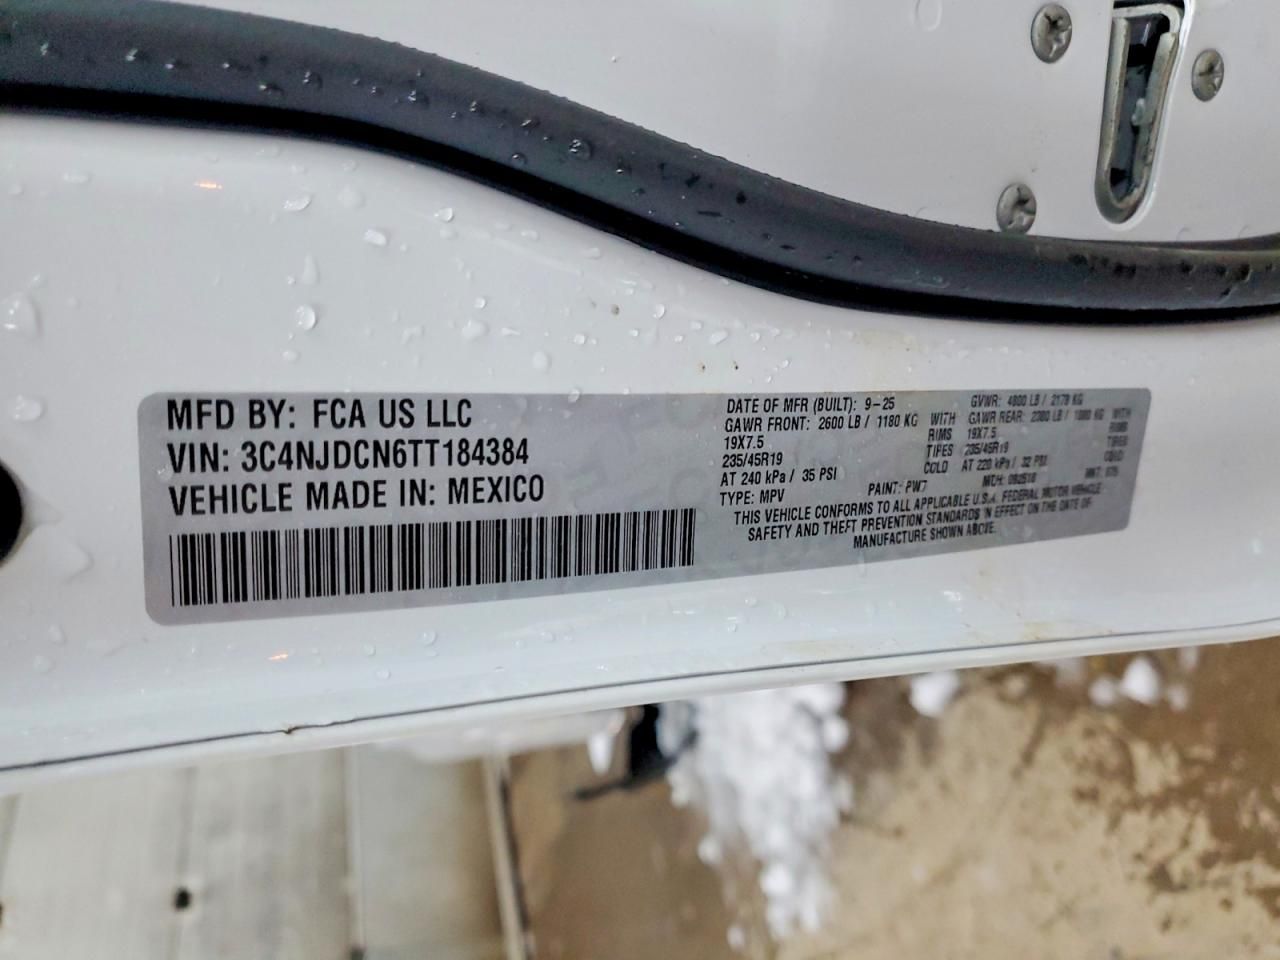 MFD BY: FCA US LLC
VIN: 3C4NJDCN6TT184384
VEHICLE MADE IN: MEXICO
DATE OF MFR (BUILT): 9-25 GVWR: 4800 LB / 2179 KG
GAWR FRONT: 2600 LB / 1180 KG WITH GAWR REAR: 2380 LB / 1080 KG WITH
19X7.5 RIMS 19X7.5 RIMS
235/45R19 TIRES 235/45R19 TIRES
AT 240 kPa / 35 PSI COLD AT 220 kPa / 32 PSI COLD
TYPE: MPV PAINT: PW7 MDH:
THIS VEHICLE CONFORMS TO ALL APPLICABLE U.S.A. FEDERAL MOTOR VEHICLE
SAFETY AND THEFT PREVENTION STANDARDS IN EFFECT ON THE DATE OF
MANUFACTURE SHOWN ABOVE.